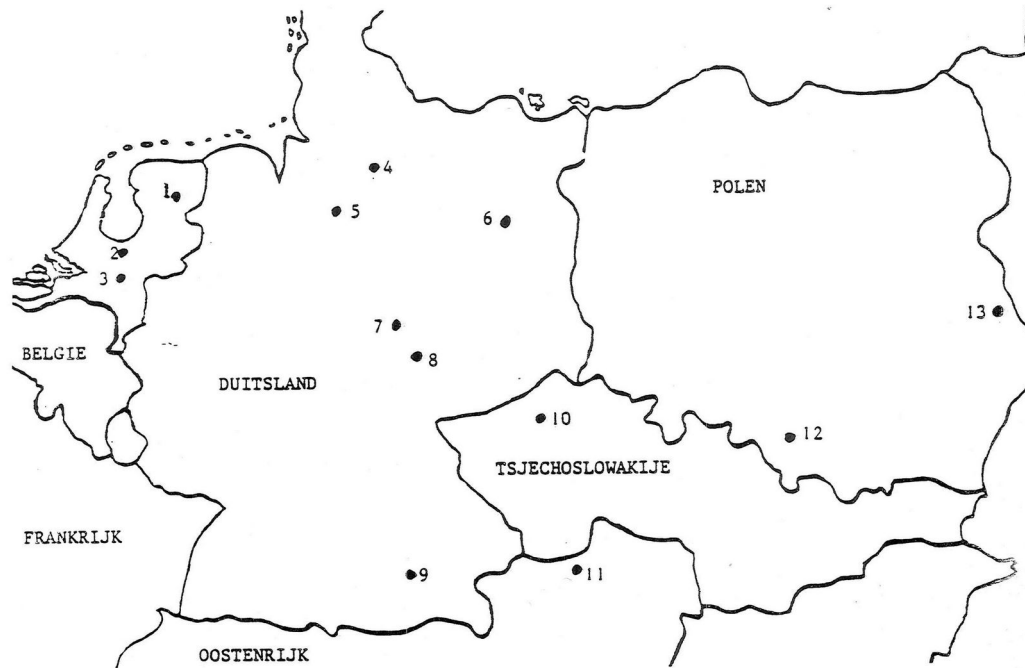 4
POLEN
1
5
6
2
3
13
7
BELGIE
8
DUITSLAND
10
12
TSJECHOSLOWAKIJE
FRANKRIJK
9
11
OOSTENRIJK